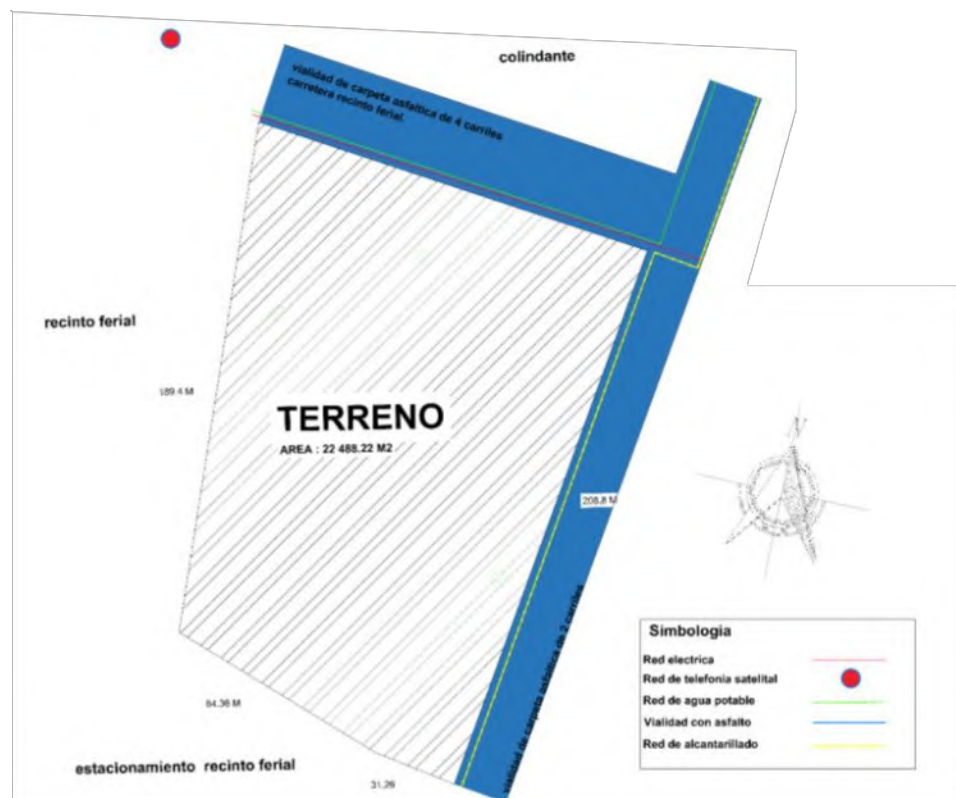 colindante
vialidad de carpeta asfaltica de 4 carriles
carretera recinto ferial.
recinto ferial
189.4 M
TERRENO
AREA : 22 488.22 M2
208.8 M
N
vialidad de carpeta asfaltica de 2 carriles
84.36 M
estacionamiento recinto ferial
31.26
Simbologia
Red electrica
Red de telefonia satelital
Red de agua potable
Vialidad con asfalto
Red de alcantarillado